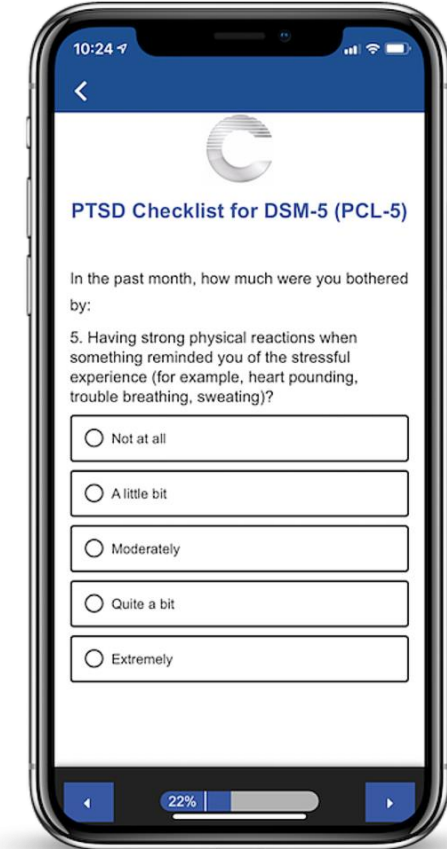 10:24
PTSD Checklist for DSM-5 (PCL-5)
In the past month, how much were you bothered
by:
5. Having strong physical reactions when
something reminded you of the stressful
experience (for example, heart pounding,
trouble breathing, sweating)?
Not at all
A little bit
Moderately
Quite a bit
Extremely
22%